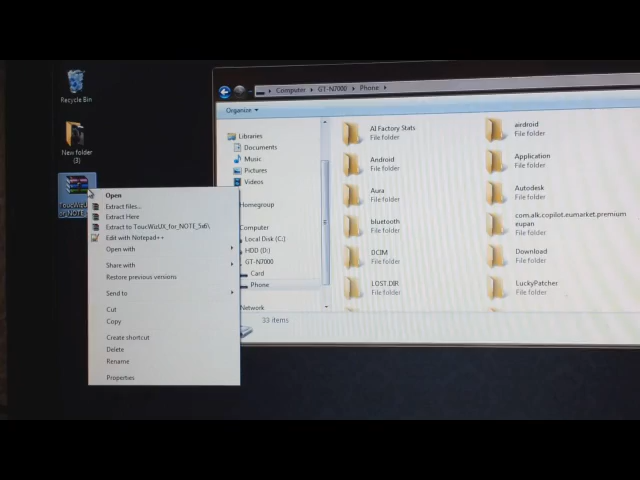 Recycle Bin
New folder
(3)
Open
Extract files...
Extract Here
Extract to ToucWizUX_for_NOTE_5x6\
Edit with Notepad++
Open with
Share with
Restore previous versions
Send to
Cut
Copy
Create shortcut
Delete
Rename
Properties
Computer
GT-N7000
Phone
Organize
Libraries
Documents
Music
Pictures
Videos
Homegroup
Computer
Local Disk (C:)
HDD (D:)
GT-N7000
Card
Phone
Network
33 items
AI Factory Stats
File folder
Android
File folder
Aura
File folder
bluetooth
File folder
DCIM
File folder
LOST.DIR
File folder
airdroid
File folder
Application
File folder
Autodesk
File folder
com.alk.copilot.eumarket.premium
eupan
File folder
Download
File folder
LuckyPatcher
File folder